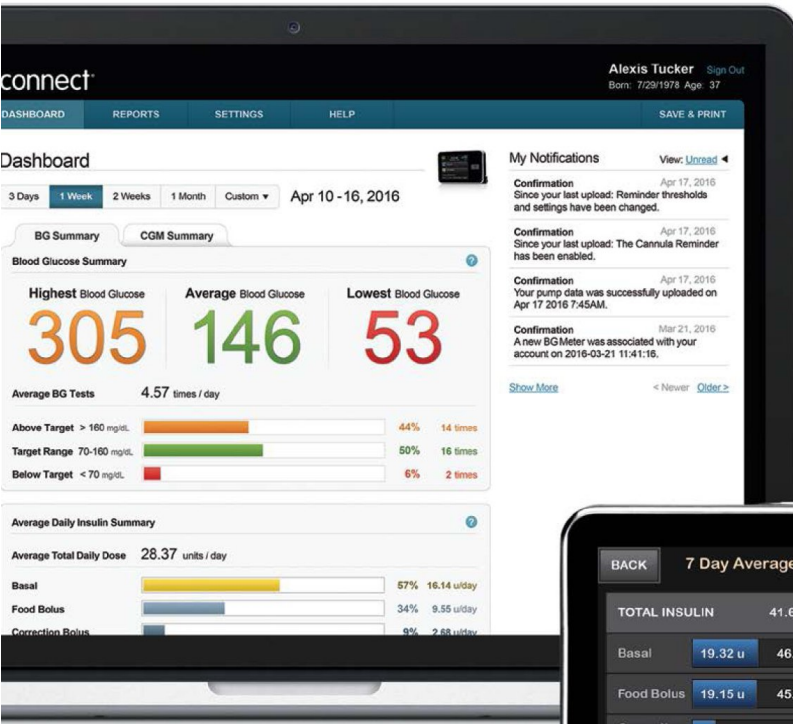 connect
Alexis Tucker Sign Out
Born: 7/29/1978 Age: 37
DASHBOARD REPORTS SETTINGS HELP SAVE & PRINT
Dashboard
3 Days 1 Week 2 Weeks 1 Month Custom ▼ Apr 10 - 16, 2016
BG Summary CGM Summary
Blood Glucose Summary ?
Highest Blood Glucose Average Blood Glucose Lowest Blood Glucose
305 146 53
Average BG Tests 4.57 times / day
Above Target > 160 mg/dL 44% 14 times
Target Range 70-160 mg/dL 50% 16 times
Below Target < 70 mg/dL 6% 2 times
Average Daily Insulin Summary ?
Average Total Daily Dose 28.37 units / day
Basal 57% 16.14 u/day
Food Bolus 34% 9.55 u/day
Correction Bolus 9% 2.68 u/day
My Notifications View: Unread ◀
Confirmation Apr 17, 2016
Since your last upload: Reminder thresholds
and settings have been changed.
Confirmation Apr 17, 2016
Since your last upload: The Cannula Reminder
has been enabled.
Confirmation Apr 17, 2016
Your pump data was successfully uploaded on
Apr 17 2016 7:45AM.
Confirmation Mar 21, 2016
A new BG Meter was associated with your
account on 2016-03-21 11:41:16.
Show More < Newer Older >
BACK 7 Day Average
TOTAL INSULIN 41.6
Basal 19.32 u 46.
Food Bolus 19.15 u 45.